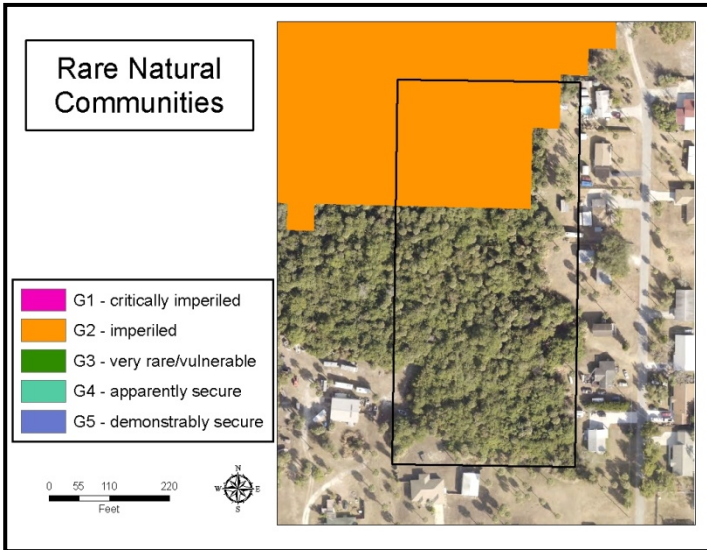 Rare Natural
Communities
G1 - critically imperiled
G2 - imperiled
G3 - very rare/vulnerable
G4 - apparently secure
G5 - demonstrably secure
0 55 110 220
Feet
N
W E
S